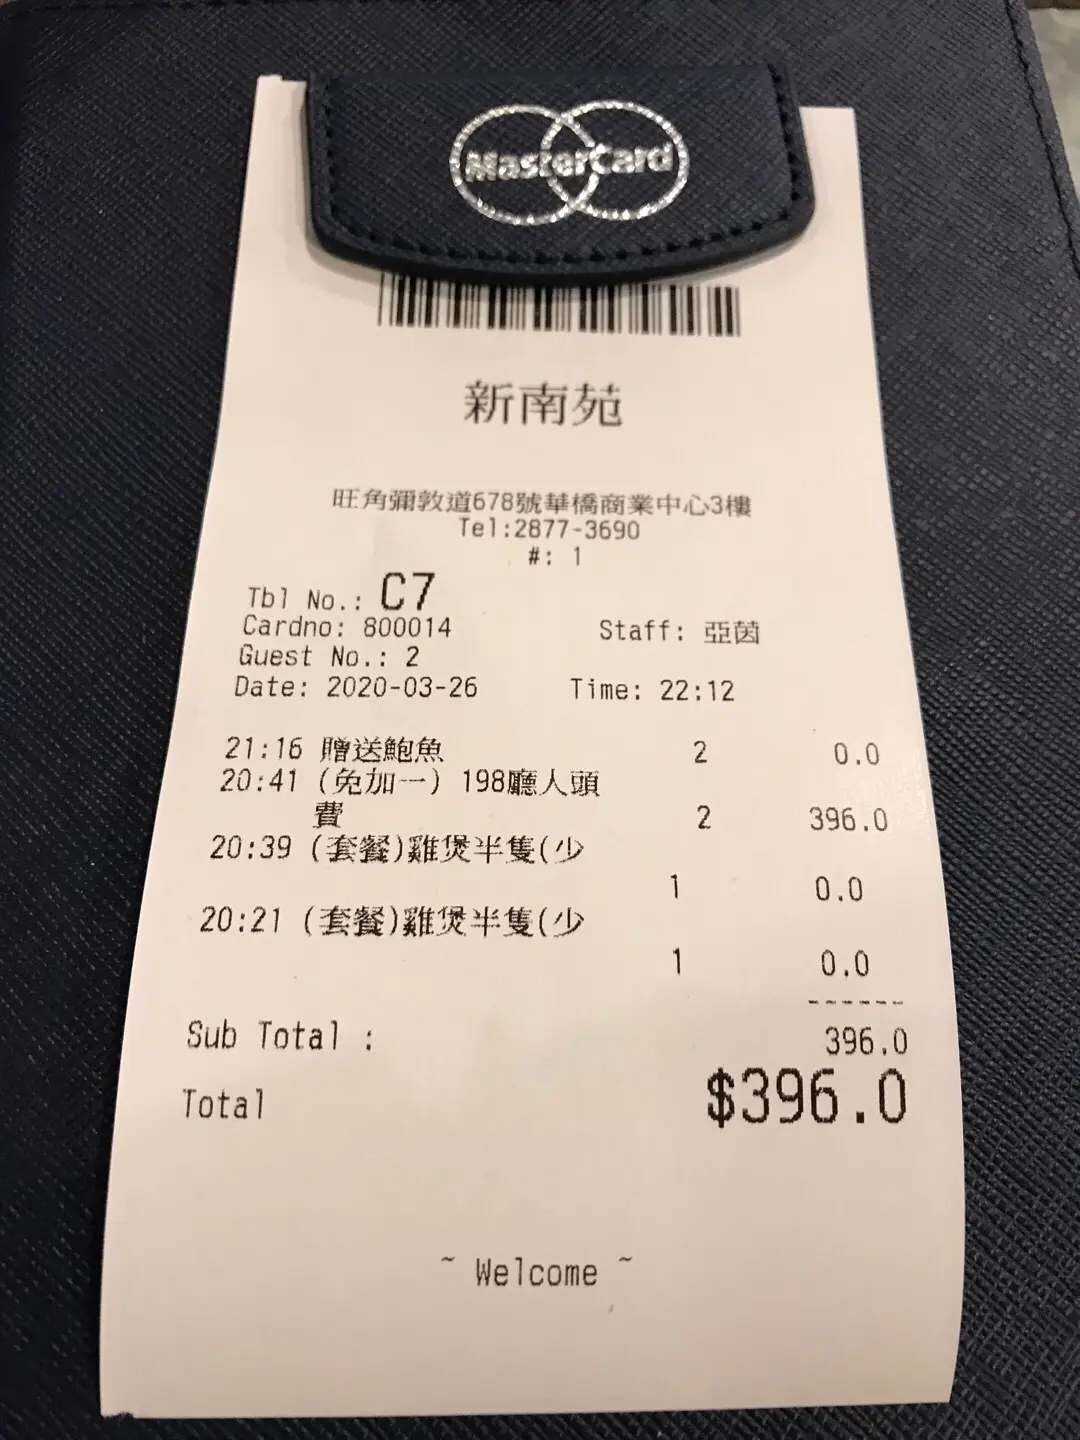 MasterCard
新南苑
旺角彌敦道678號華僑商業中心3樓
Tel:2877-3690
#: 1
Tbl No.: C7
Cardno: 800014 Staff: 亞茵
Guest No.: 2
Date: 2020-03-26 Time: 22:12
21:16 贈送鮑魚 2 0.0
20:41 (免加一) 198廳人頭
費 2 396.0
20:39 (套餐)雞煲半隻(少
1 0.0
20:21 (套餐)雞煲半隻(少
1 0.0
------
Sub Total : 396.0
Total $396.0
~ Welcome ~